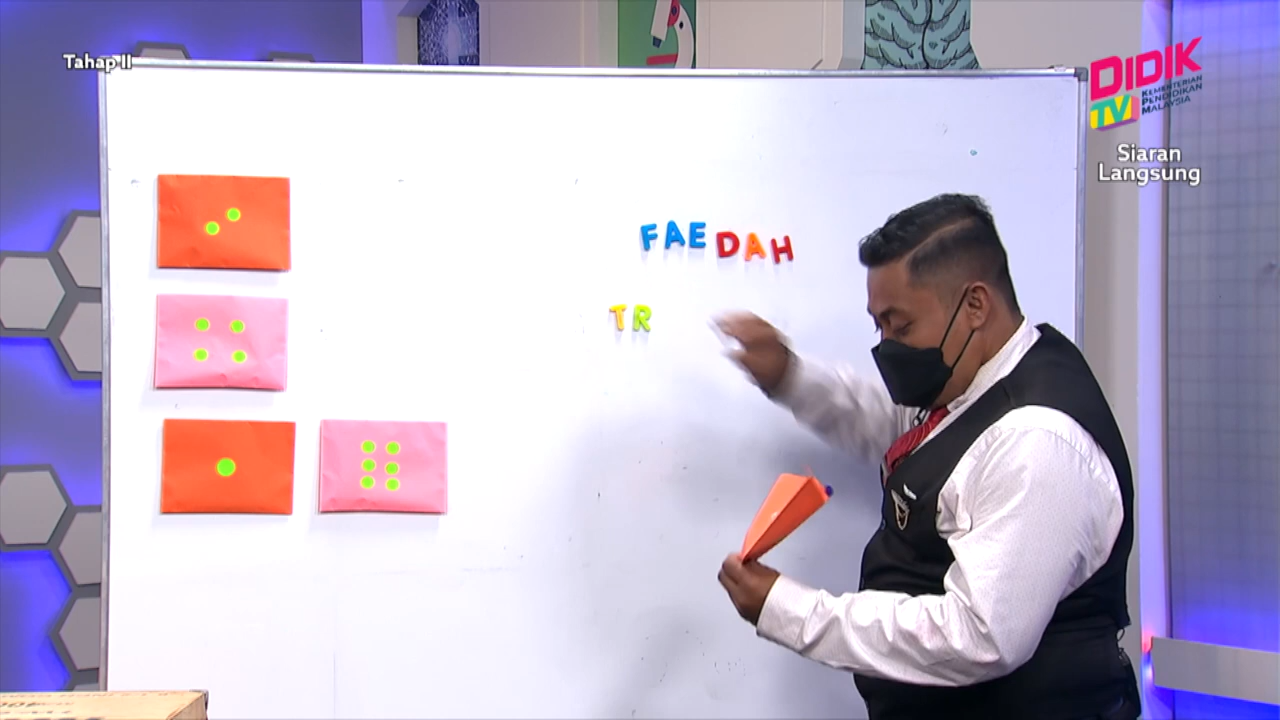 Tahap II
DIDIK
TV
KEMENTERIAN
PENDIDIKAN
MALAYSIA
Siaran
Langsung
FAEDAH
TR